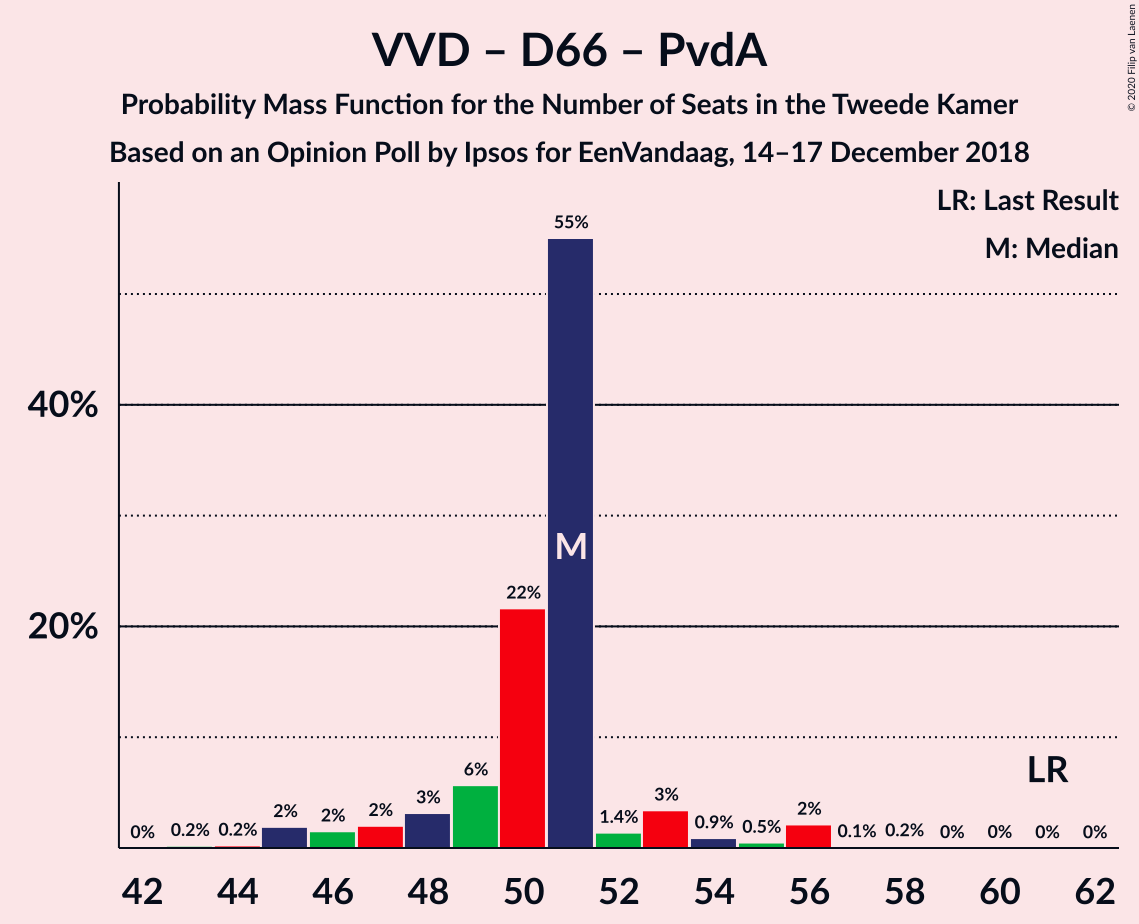 VVD – D66 – PvdA
Probability Mass Function for the Number of Seats in the Tweede Kamer
Based on an Opinion Poll by Ipsos for EenVandaag, 14–17 December 2018
© 2020 Filip van Laenen
LR: Last Result
M: Median
55%
40%
M
22%
20%
LR
0% 0.2% 0.2% 2% 2% 2% 3% 6% 1.4% 3% 0.9% 0.5% 2% 0.1% 0.2% 0% 0% 0% 0%
42 44 46 48 50 52 54 56 58 60 62